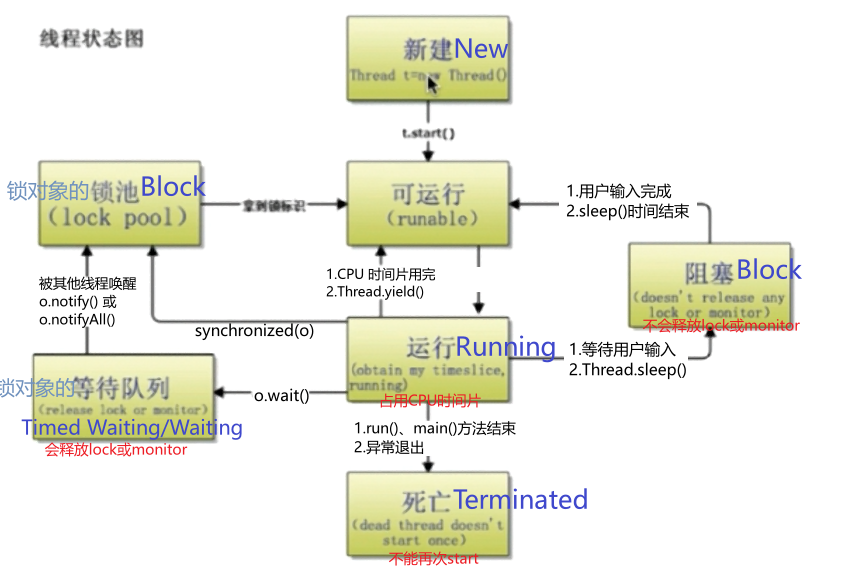 线程状态图
新建New
Thread t=new Thread()
t.start()
锁对象的锁池Block
(lock pool)
拿到锁标识
可运行
(runable)
1.用户输入完成
2.sleep()时间结束
阻塞Block
(doesn't release any
lock or monitor)
不会释放lock或monitor
被其他线程唤醒
o.notify() 或
o.notifyAll()
1.CPU 时间片用完
2.Thread.yield()
synchronized(o)
运行Running
(obtain my timeslice,
running)
占用CPU时间片
1.等待用户输入
2.Thread.sleep()
锁对象的等待队列
(release lock or monitor)
Timed Waiting/Waiting
会释放lock或monitor
o.wait()
1.run()、main()方法结束
2.异常退出
死亡Terminated
(dead thread doesn't
start once)
不能再次start